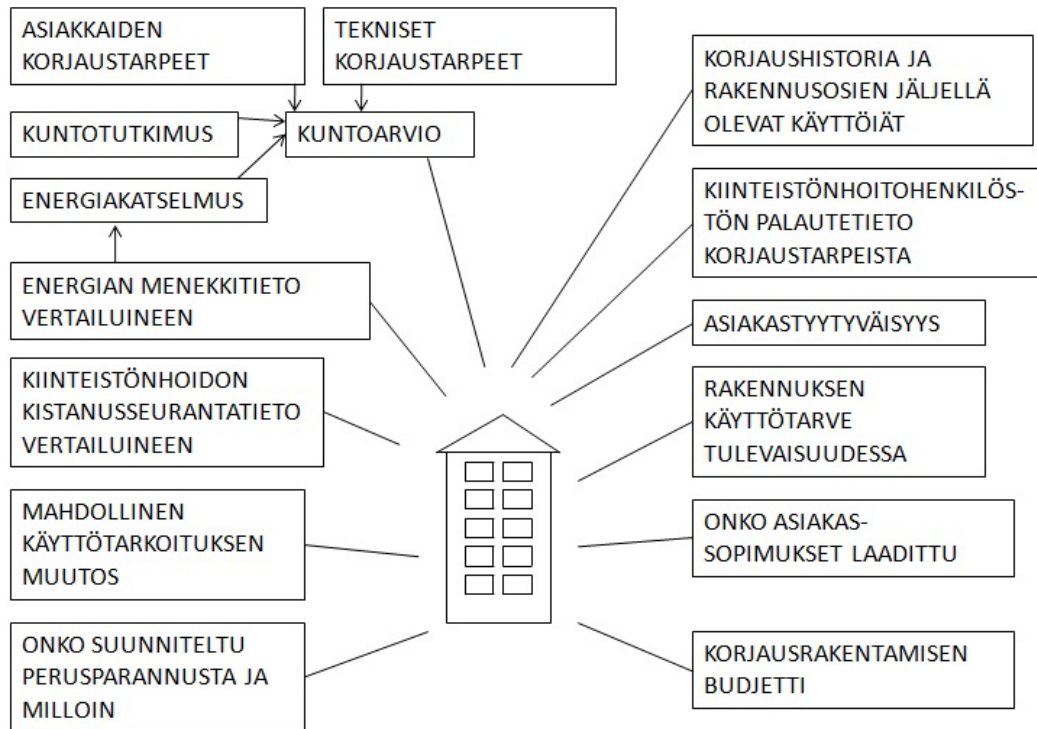 ASIAKKAIDEN
KORJAUSTARPEET
TEKNISET
KORJAUSTARPEET
KUNTOTUTKIMUS
KUNTOARVIO
ENERGIAKATSELMUS
ENERGIAN MENEKKITIETO
VERTAILUINEEN
KIINTEISTÖNHOIDON
KISTANUSSEURANTATIETO
VERTAILUINEEN
MAHDOLLINEN
KÄYTTÖTARKOITUKSEN
MUUTOS
ONKO SUUNNITELTU
PERUSPARANNUSTA JA
MILLOIN
KORJAUSHISTORIA JA
RAKENNUSOSIEN JÄLJELLÄ
OLEVAT KÄYTTÖIÄT
KIINTEISTÖNHOITOHENKILÖS-
TÖN PALAUTETIETO
KORJAUSTARPEISTA
ASIAKASTYYTYVÄISYYS
RAKENNUKSEN
KÄYTTÖTARVE
TULEVAISUUDESSA
ONKO ASIAKAS-
SOPIMUKSET LAADITTU
KORJAUSRAKENTAMISEN
BUDJETTI